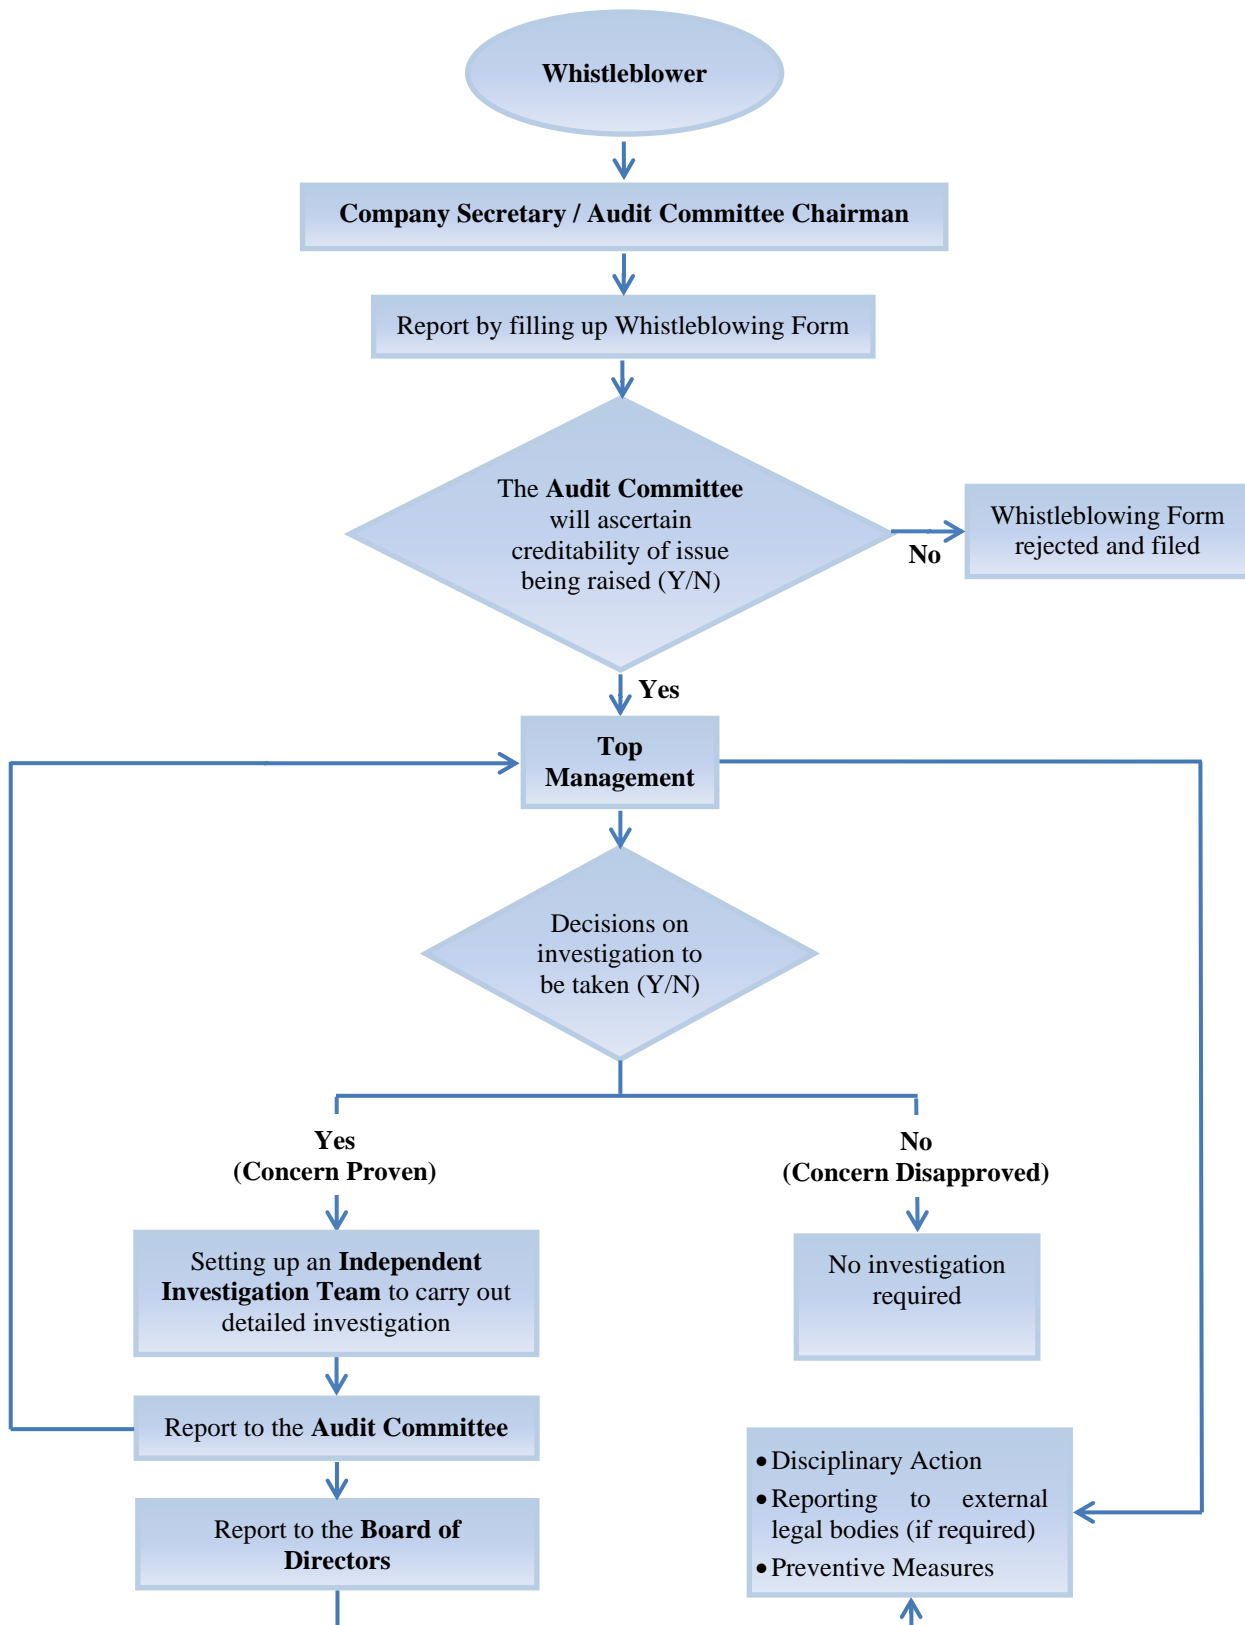 Whistleblower
Company Secretary / Audit Committee Chairman
Report by filling up Whistleblowing Form
The Audit Committee
will ascertain
creditability of issue
being raised (Y/N)
No
Whistleblowing Form
rejected and filed
Yes
Top
Management
Decisions on
investigation to
be taken (Y/N)
Yes
(Concern Proven)
No
(Concern Disapproved)
Setting up an Independent
Investigation Team to carry out
detailed investigation
No investigation
required
Report to the Audit Committee
Report to the Board of
Directors
• Disciplinary Action
• Reporting to external
legal bodies (if required)
• Preventive Measures